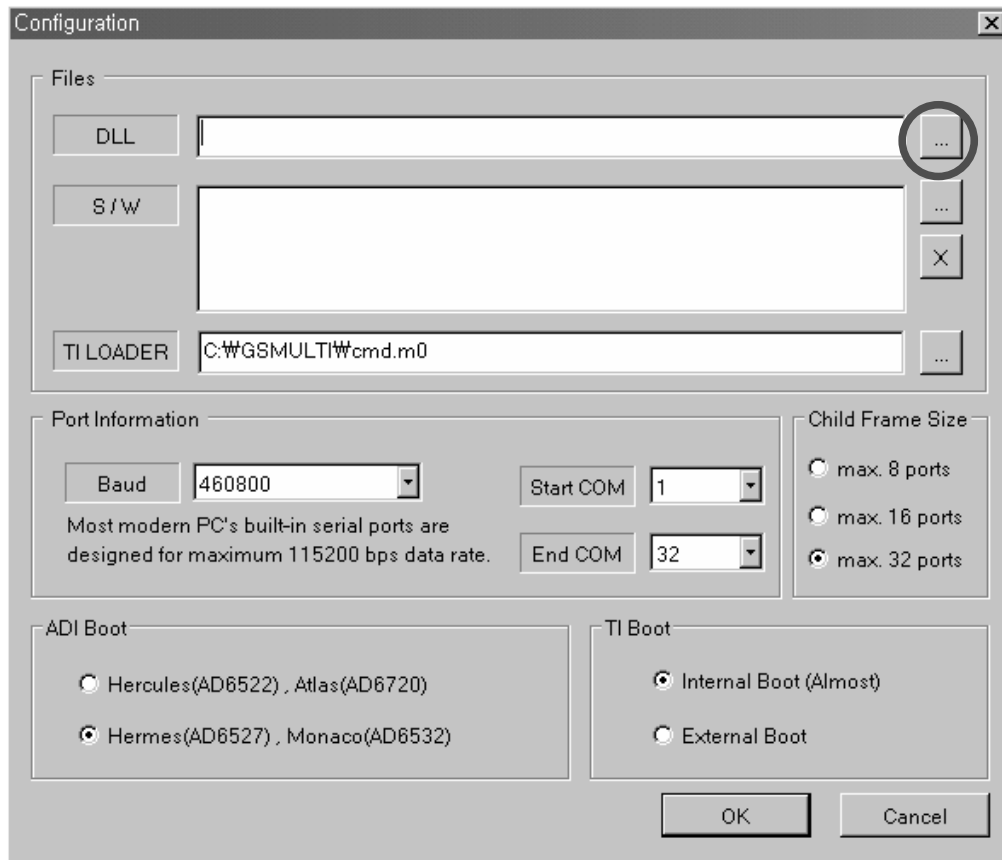 Configuration
Files
DLL
...
S / W
...
X
TI LOADER
C:₩GSMULTI₩cmd.m0
...
Port Information
Baud
460800
Start COM
1
Most modern PC's built-in serial ports are
designed for maximum 115200 bps data rate.
End COM
32
Child Frame Size
max. 8 ports
max. 16 ports
max. 32 ports
ADI Boot
Hercules(AD6522) , Atlas(AD6720)
Hermes(AD6527) , Monaco(AD6532)
TI Boot
Internal Boot (Almost)
External Boot
OK
Cancel